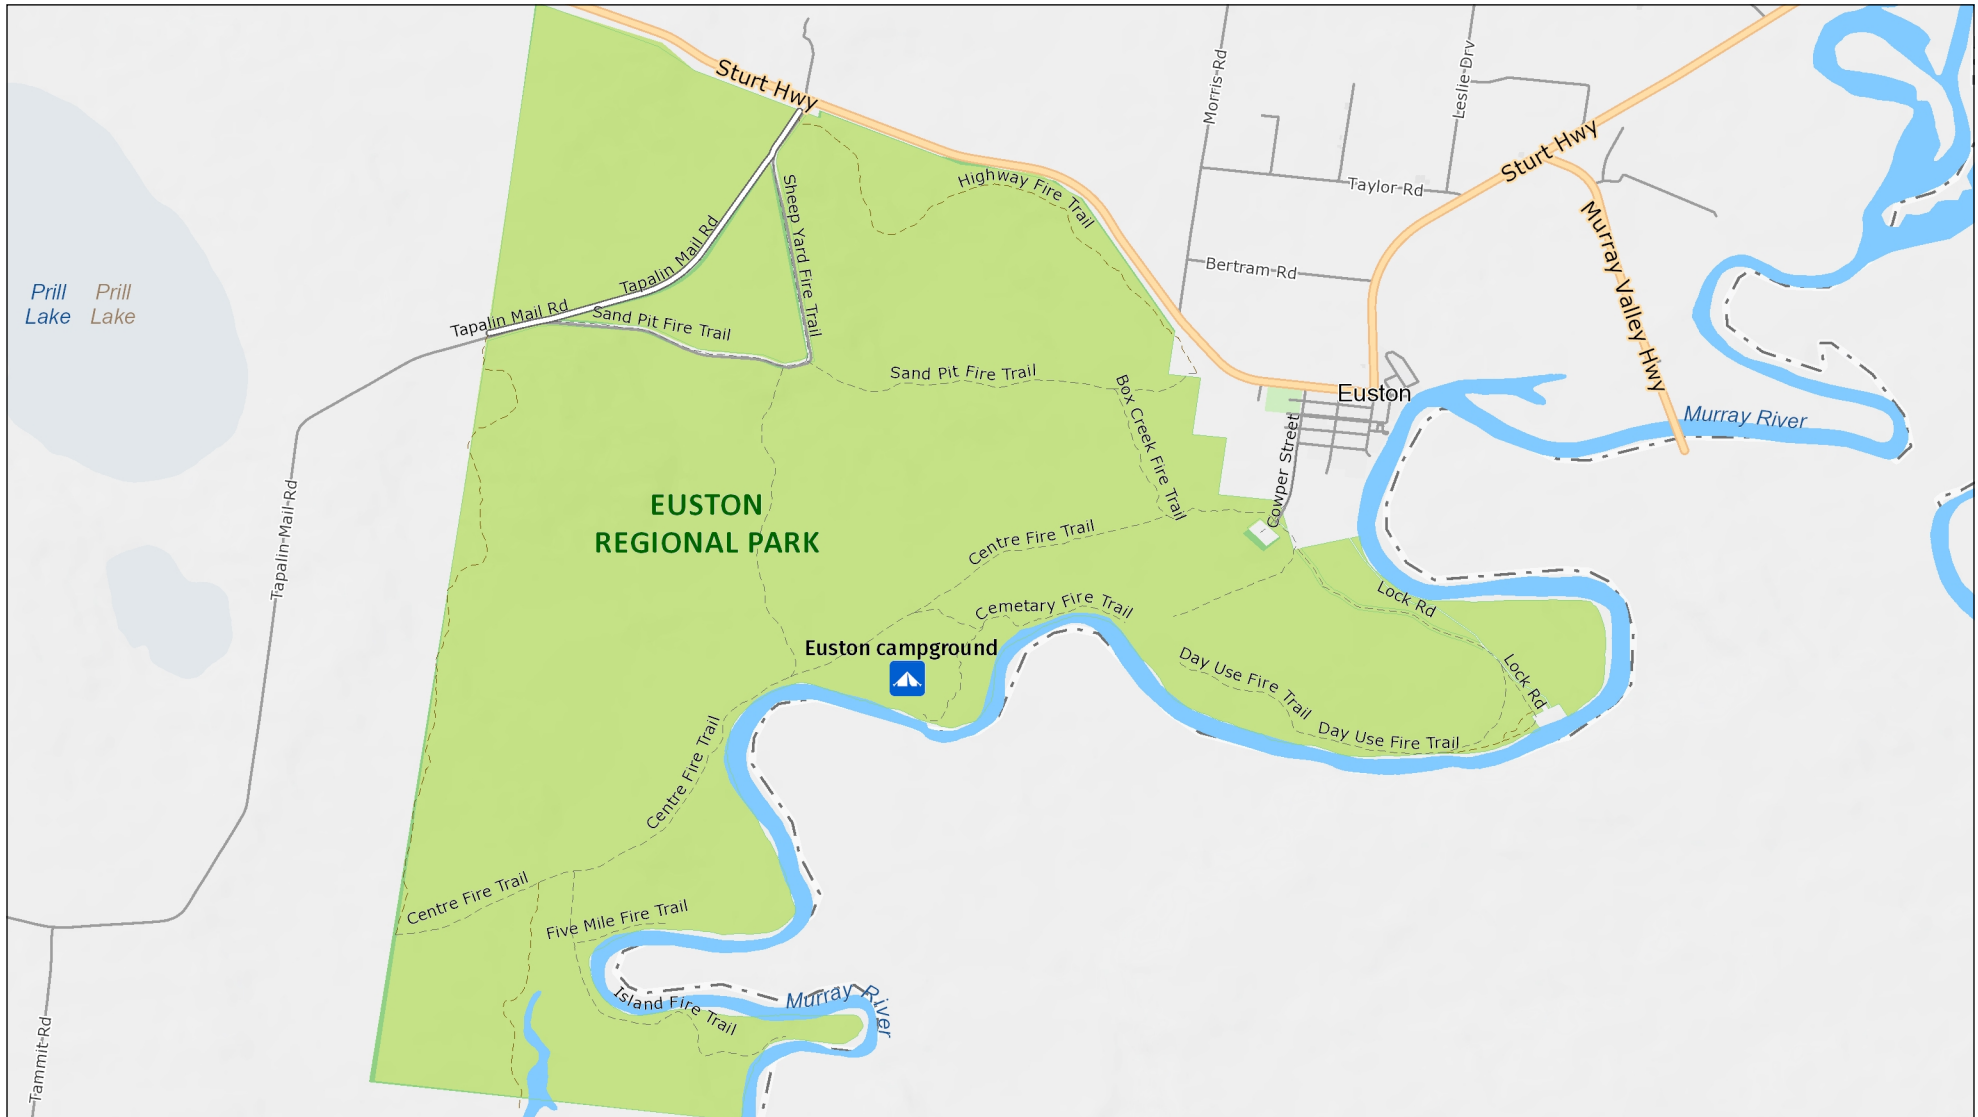 Sturt Hwy
Morris-Rd
Leslie-Drv
Sturt Hwy
Highway Fire Trail
Taylor Rd
Sheep Yard Fire Trail
Tapalin Mail Rd
Murray Valley Hwy
Bertram Rd
Prill Lake
Prill Lake
Tapalin Mail Rd
Sand Pit Fire Trail
Sand Pit Fire Trail
Box Creek Fire Trail
Euston
Murray River
Cowper Street
EUSTON
REGIONAL PARK
Tapalin-Mail-Rd
Centre Fire Trail
Cemetary Fire Trail
Lock Rd
Euston campground
Day Use Fire Trail
Lock Rd
Day Use Fire Trail
Centre Fire Trail
Centre Fire Trail
Five Mile Fire Trail
Island Fire Trail
Murray River
Tammit-Rd